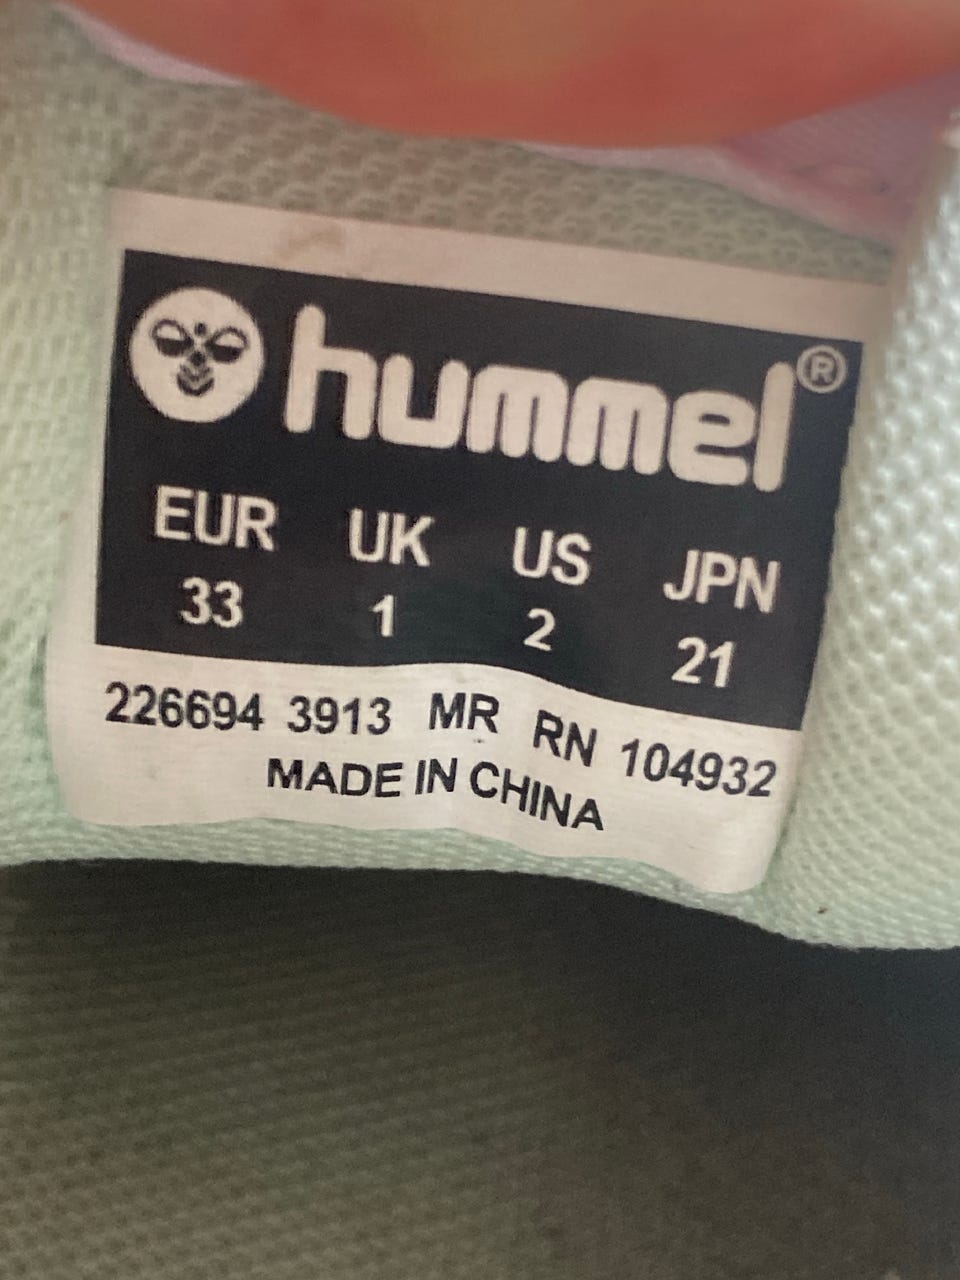 hummel®
EUR UK US JPN
33 1 2 21
226694 3913 MR RN 104932
MADE IN CHINA